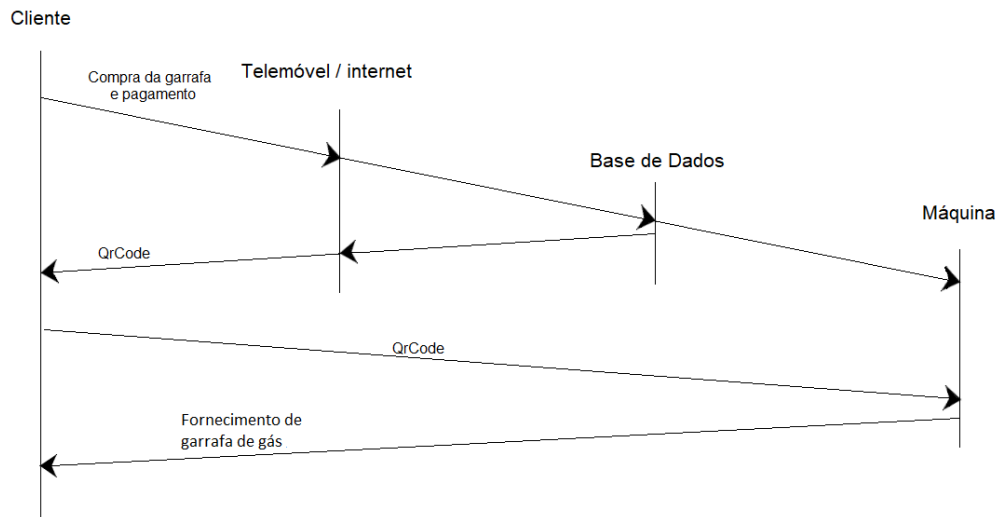 Cliente
Telemóvel / internet
Compra da garrafa
e pagamento
Base de Dados
Máquina
QrCode
QrCode
Fornecimento de
garrafa de gás